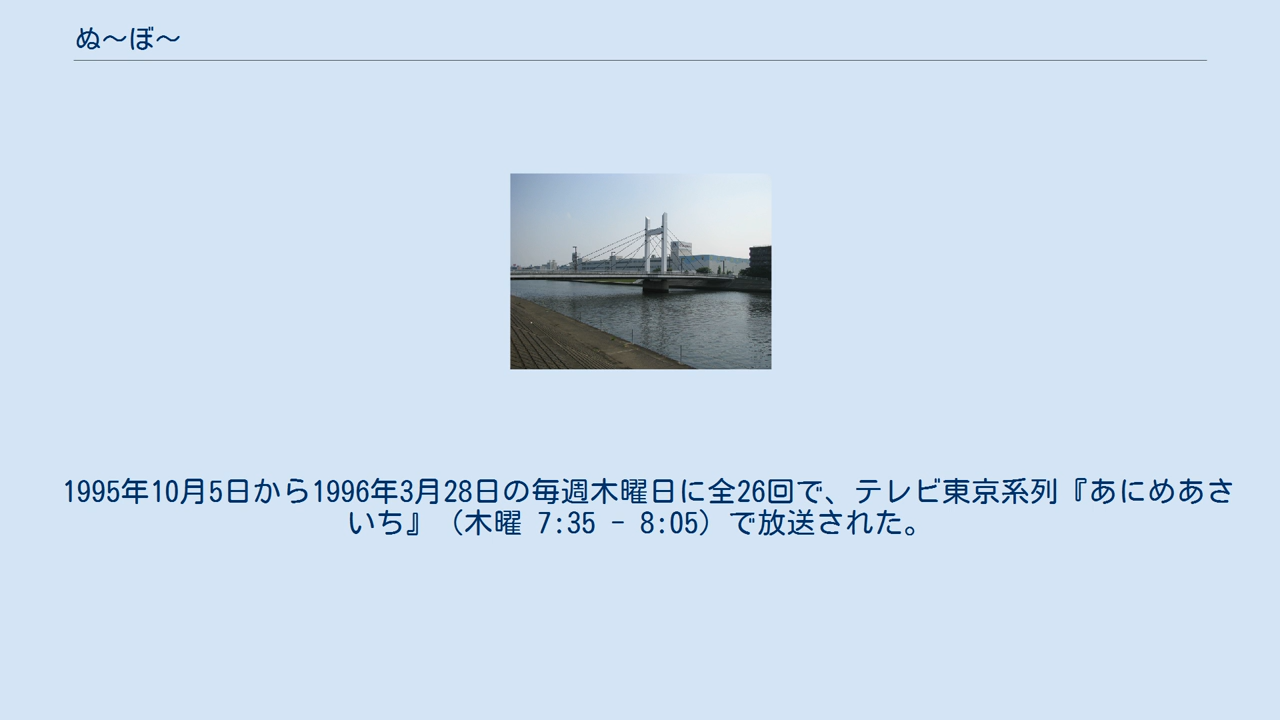 ぬ～ぼ～
1995年10月5日から1996年3月28日の毎週木曜日に全26回で、テレビ東京系列『あにめあさ
いち』（木曜 7:35 - 8:05）で放送された。